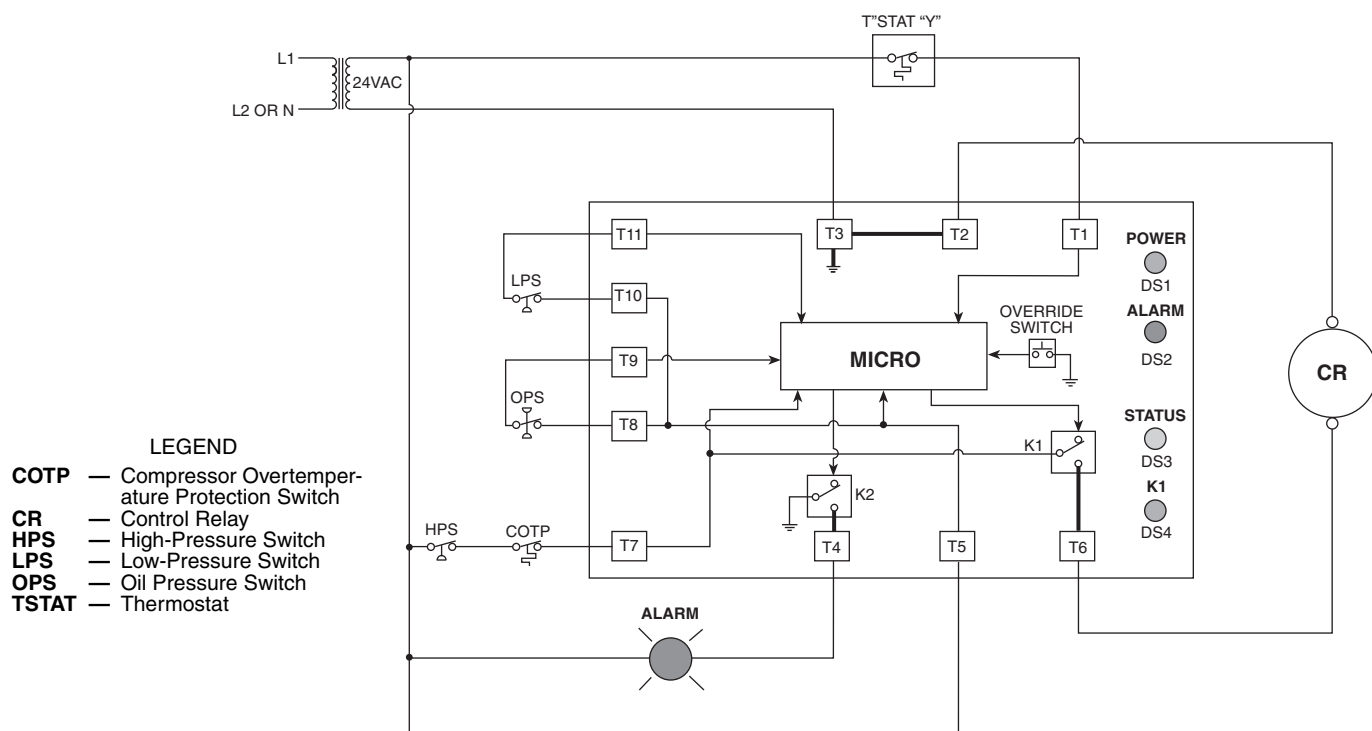 T"STAT "Y"
L1
24VAC
L2 OR N
T11
T3
T2
T1
POWER
DS1
LPS
T10
OVERRIDE
SWITCH
ALARM
DS2
MICRO
T9
CR
OPS
T8
STATUS
DS3
K1
K1
DS4
K2
HPS
COTP
T7
T4
T5
T6
ALARM
LEGEND
COTP — Compressor Overtemper-
ature Protection Switch
CR — Control Relay
HPS — High-Pressure Switch
LPS — Low-Pressure Switch
OPS — Oil Pressure Switch
TSTAT — Thermostat